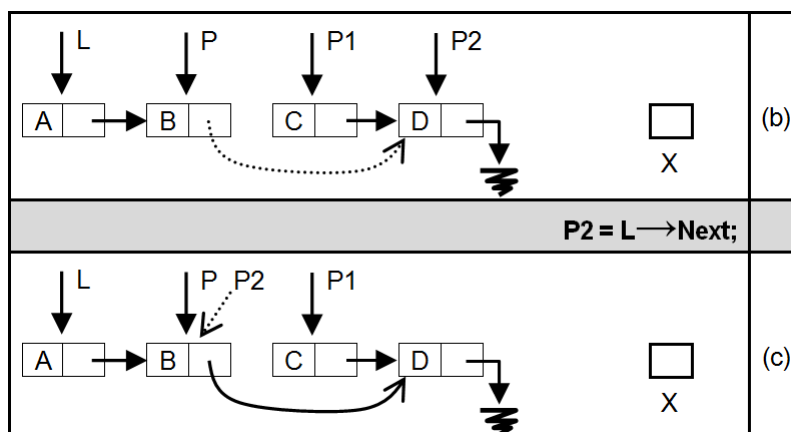 L P P1 P2
A B C D
(b)
X
P2 = L→Next;
L P P2 P1
A B C D
(c)
X